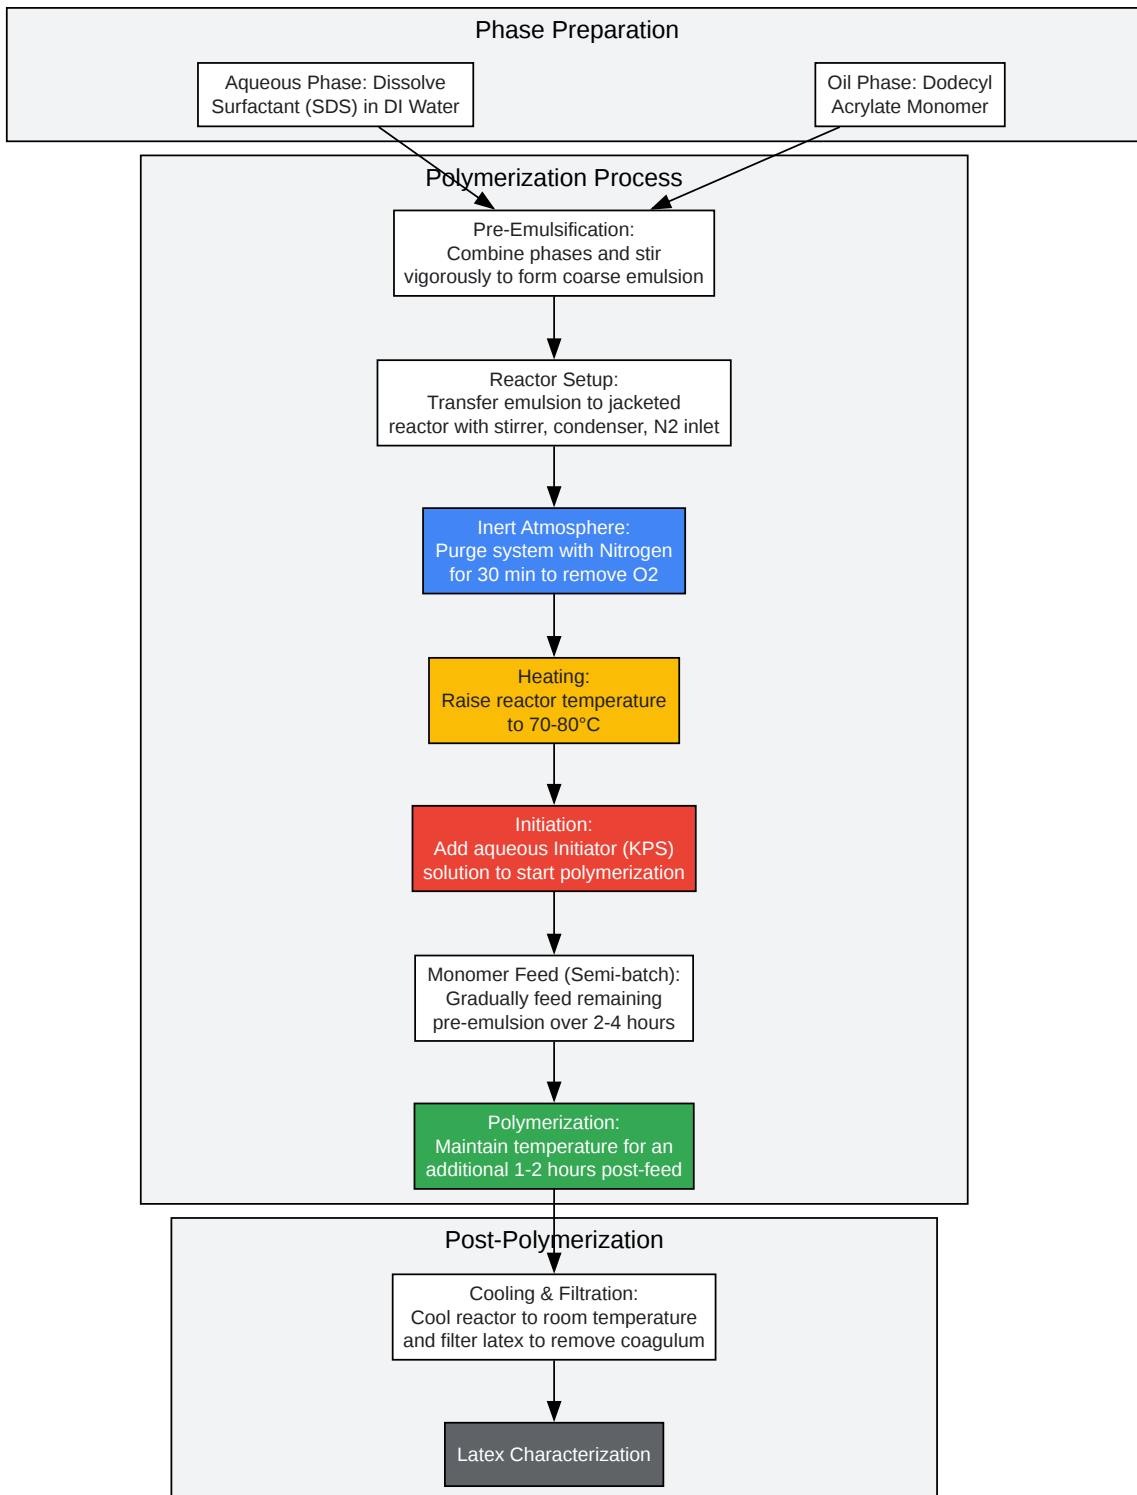 Phase Preparation
Aqueous Phase: Dissolve
Surfactant (SDS) in DI Water
Oil Phase: Dodecyl
Acrylate Monomer
Polymerization Process
Pre-Emulsification:
Combine phases and stir
vigorously to form coarse emulsion
Reactor Setup:
Transfer emulsion to jacketed
reactor with stirrer, condenser, N2 inlet
Inert Atmosphere:
Purge system with Nitrogen
for 30 min to remove O2
Heating:
Raise reactor temperature
to 70-80°C
Initiation:
Add aqueous Initiator (KPS)
solution to start polymerization
Monomer Feed (Semi-batch):
Gradually feed remaining
pre-emulsion over 2-4 hours
Polymerization:
Maintain temperature for an
additional 1-2 hours post-feed
Post-Polymerization
Cooling & Filtration:
Cool reactor to room temperature
and filter latex to remove coagulum
Latex Characterization